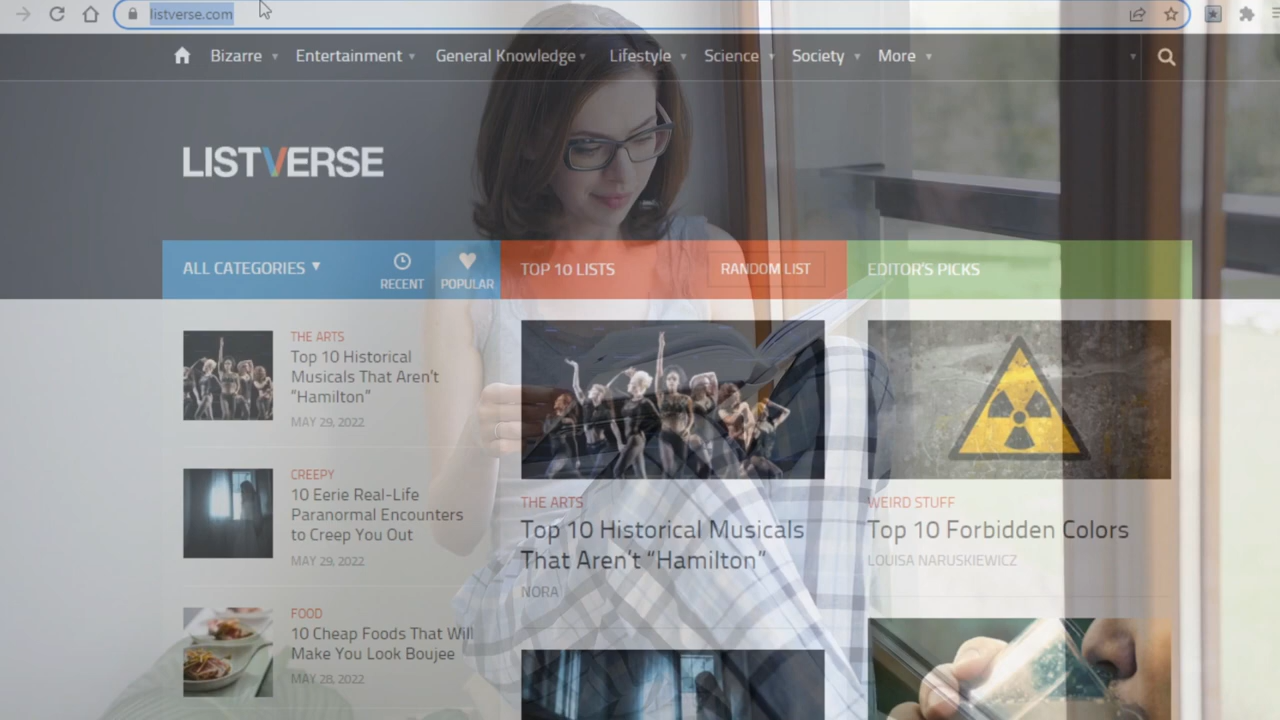 listverse.com
Bizarre Entertainment General Knowledge Lifestyle Science Society More
LISTVERSE
ALL CATEGORIES
RECENT
POPULAR
TOP 10 LISTS
RANDOM LIST
EDITOR'S PICKS
THE ARTS
Top 10 Historical
Musicals That Aren't
"Hamilton"
MAY 29, 2022
CREEPY
10 Eerie Real-Life
Paranormal Encounters
to Creep You Out
MAY 29, 2022
FOOD
10 Cheap Foods That Will
Make You Look Boujee
MAY 28, 2022
THE ARTS
Top 10 Historical Musicals
That Aren't "Hamilton"
NORA
WEIRD STUFF
Top 10 Forbidden Colors
LOUISA NARUSKIEWICZ